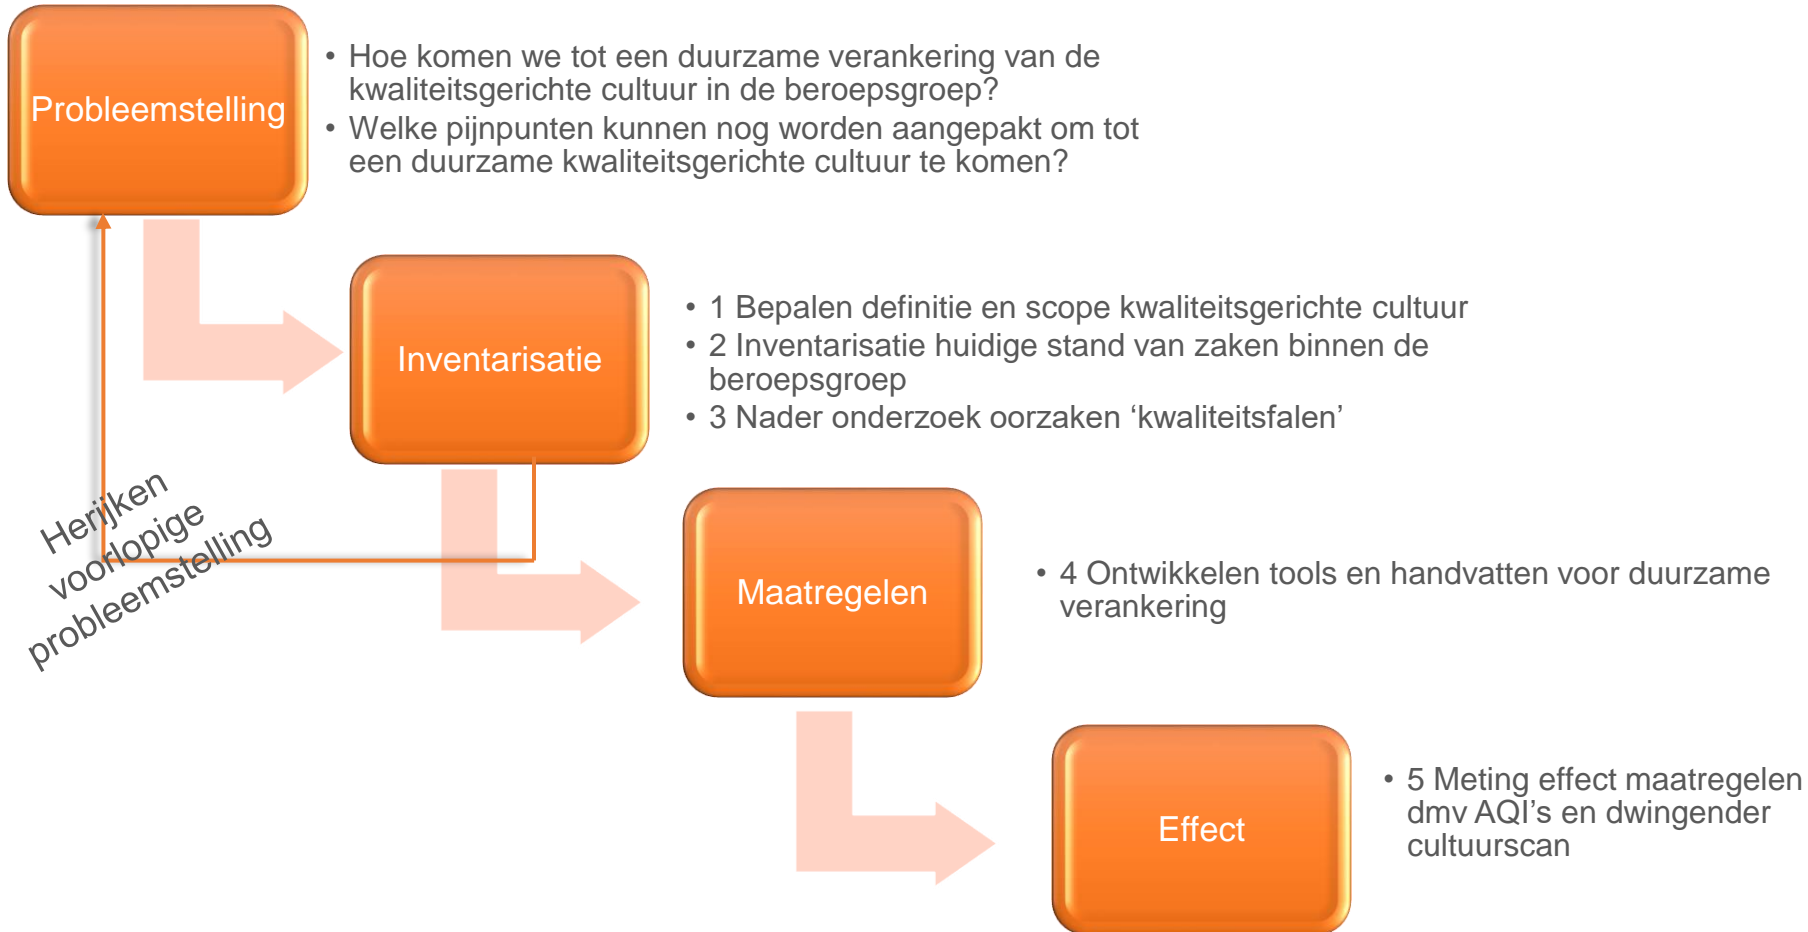 Probleemstelling
• Hoe komen we tot een duurzame verankering van de
kwaliteitsgerichte cultuur in de beroepsgroep?
• Welke pijnpunten kunnen nog worden aangepakt om tot
een duurzame kwaliteitsgerichte cultuur te komen?
Inventarisatie
• 1 Bepalen definitie en scope kwaliteitsgerichte cultuur
• 2 Inventarisatie huidige stand van zaken binnen de
beroepsgroep
• 3 Nader onderzoek oorzaken ‘kwaliteitsfalen’
Herijken
voorlopige
probleemstelling
Maatregelen
• 4 Ontwikkelen tools en handvatten voor duurzame
verankering
Effect
• 5 Meting effect maatregelen
dmv AQI’s en dwingender
cultuurscan